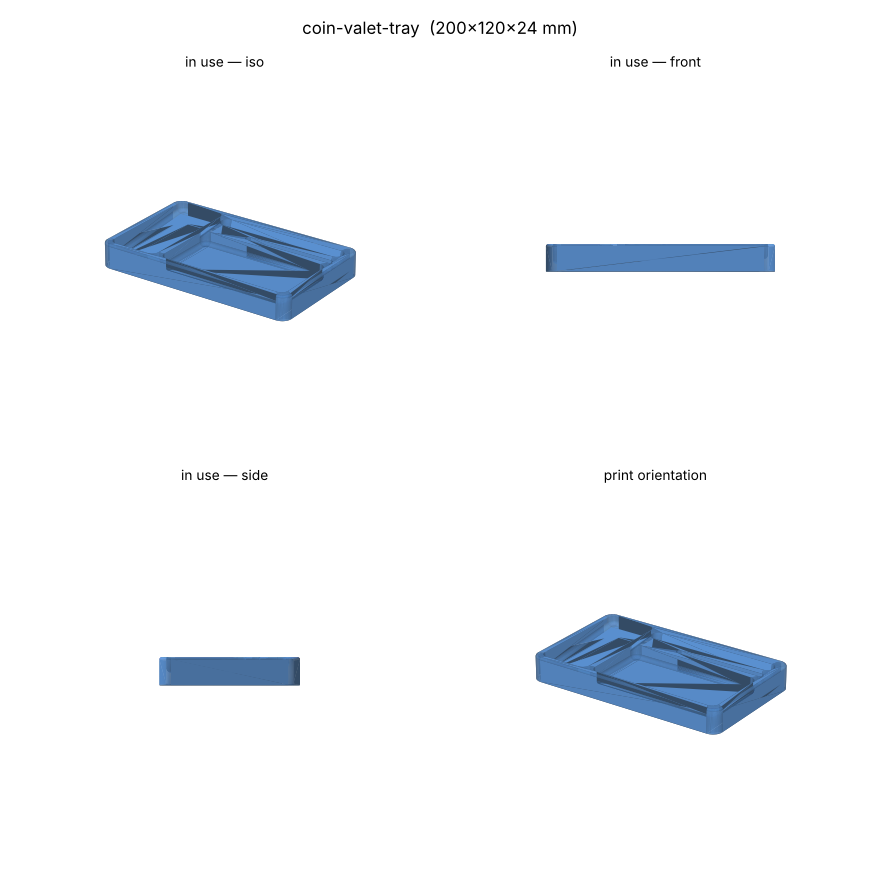 coin-valet-tray (200×120×24 mm)
in use — iso
in use — front
in use — side
print orientation